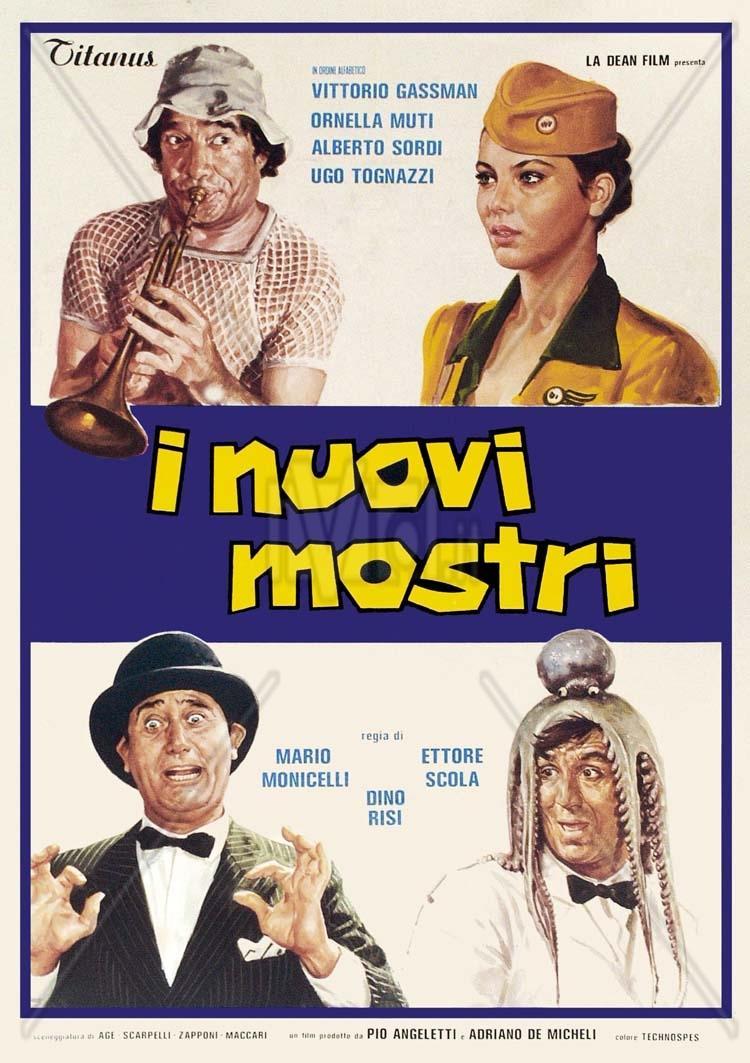 Titanus
LA DEAN FILM presenta
IN ORDINE ALFABETICO
VITTORIO GASSMAN
ORNELLA MUTI
ALBERTO SORDI
UGO TOGNAZZI
i nuovi
mostri
regia di
MARIO
MONICELLI
DINO
RISI
ETTORE
SCOLA
sceneggiatura di AGE · SCARPELLI · ZAPPONI · MACCARI
un film prodotto da PIO ANGELETTI e ADRIANO DE MICHELI
colore TECHNOSPES